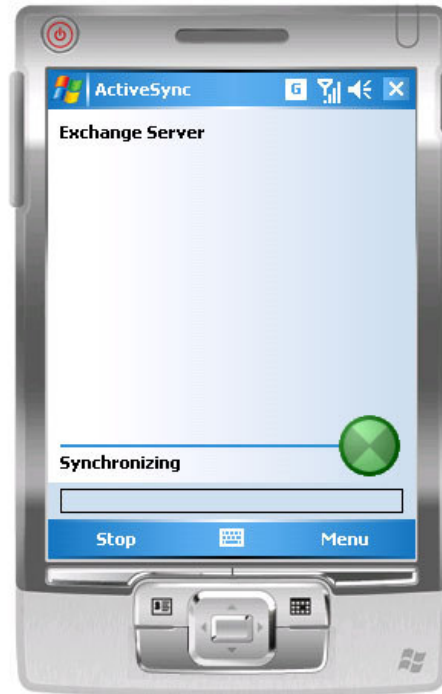 ActiveSync
G
Exchange Server
Synchronizing
Stop
Menu